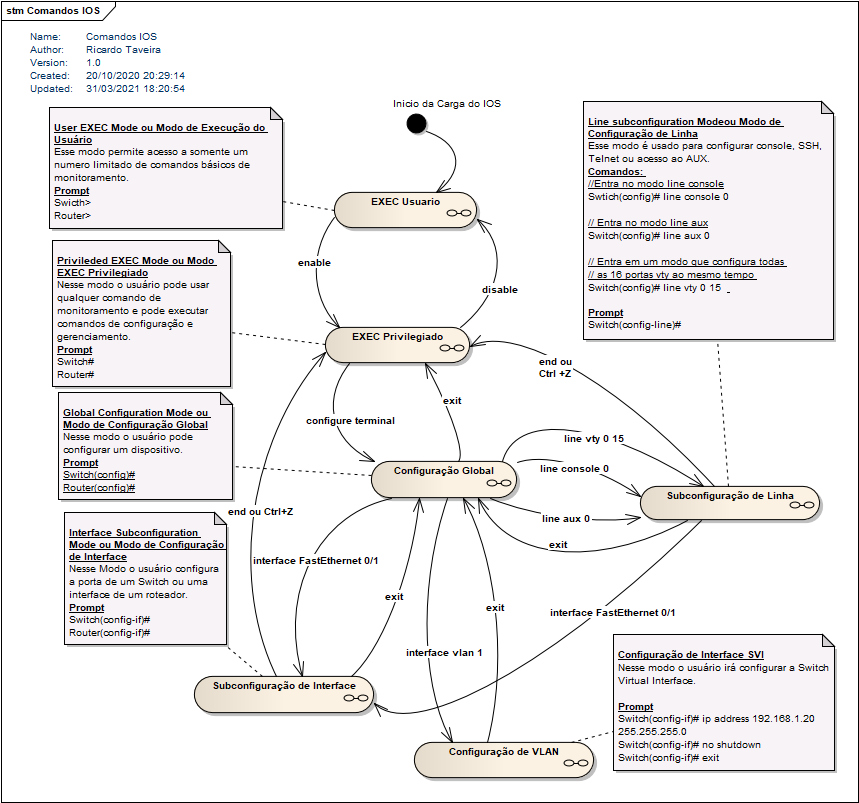 stm Comandos IOS
Name: Comandos IOS
Author: Ricardo Taveira
Version: 1.0
Created: 20/10/2020 20:29:14
Updated: 31/03/2021 18:20:54
Inicio da Carga do IOS
User EXEC Mode ou Modo de Execução do
Usuário
Esse modo permite acesso a somente um
numero limitado de comandos básicos de
monitoramento.
Prompt
Swicth>
Router>
Line subconfiguration Modeou Modo de
Configuração de Linha
Esse modo é usado para configurar console, SSH,
Telnet ou acesso ao AUX.
Comandos:
//Entra no modo line console
Swtich(config)# line console 0
// Entra no modo line aux
Switch(config)# line aux 0
// Entra em um modo que configura todas
// as 16 portas vty ao mesmo tempo
Switch(config)# line vty 0 15
Prompt
Switch(config-line)#
EXEC Usuario
enable
disable
Privileded EXEC Mode ou Modo
EXEC Privilegiado
Nesse modo o usuário pode usar
qualquer comando de
monitoramento e pode executar
comandos de configuração e
gerenciamento.
Prompt
Switch#
Router#
EXEC Privilegiado
end ou
Ctrl +Z
exit
configure terminal
Global Configuration Mode ou
Modo de Configuração Global
Nesse modo o usuário pode
configurar um dispositivo.
Prompt
Switch(config)#
Router(config)#
line vty 0 15
Configuração Global
line console 0
Subconfiguração de Linha
end ou Ctrl+Z
line aux 0
exit
Interface Subconfiguration
Mode ou Modo de Configuração
de Interface
Nesse Modo o usuário configura
a porta de um Switch ou uma
interface de um roteador.
Prompt
Switch(config-if)#
Router(config-if)#
interface FastEthernet 0/1
exit
exit
interface FastEthernet 0/1
interface vlan 1
Subconfiguração de Interface
Configuração de Interface SVI
Nesse modo o usuário irá configurar a Switch
Virtual Interface.
Prompt
Switch(config-if)# ip address 192.168.1.20
255.255.255.0
Switch(config-if)# no shutdown
Switch(config-if)# exit
Configuração de VLAN